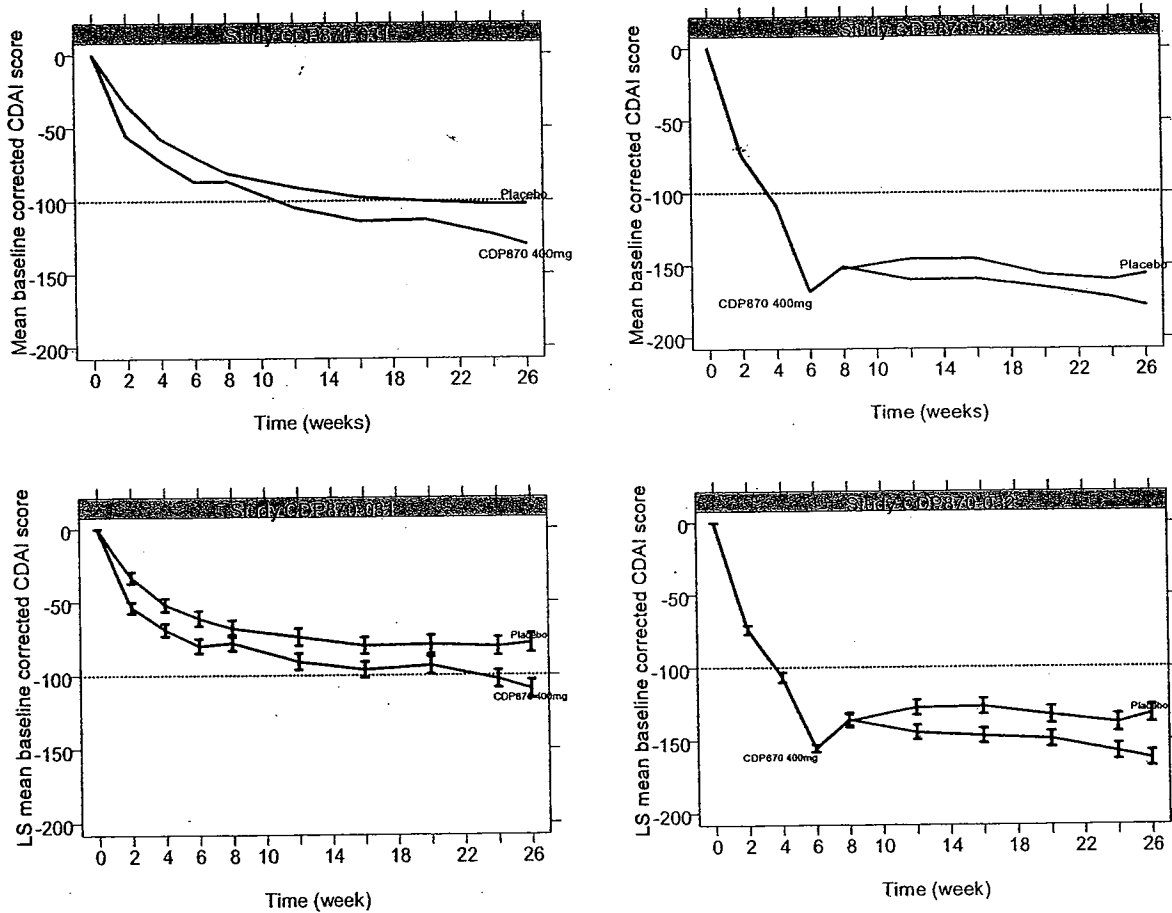 Study CDP870-031
Mean baseline corrected CDAI score
0
-50
-100
-150
-200
Placebo
CDP870 400mg
0 2 4 6 8 10 12 14 16 18 22 26
Time (weeks)
Study CDP870-032
Mean baseline corrected CDAI score
0
-50
-100
-150
-200
Placebo
CDP870 400mg
0 2 4 6 8 10 14 18 22 26
Time (weeks)
Study CDP870-031
LS mean baseline corrected CDAI score
0
-50
-100
-150
-200
Placebo
CDP870 400mg
0 2 4 6 8 10 14 18 22 26
Time (week)
LS mean baseline corrected CDAI score
0
-50
-100
-150
-200
Placebo
CDP870 400mg
0 2 4 6 8 10 14 18 22 26
Time (week)